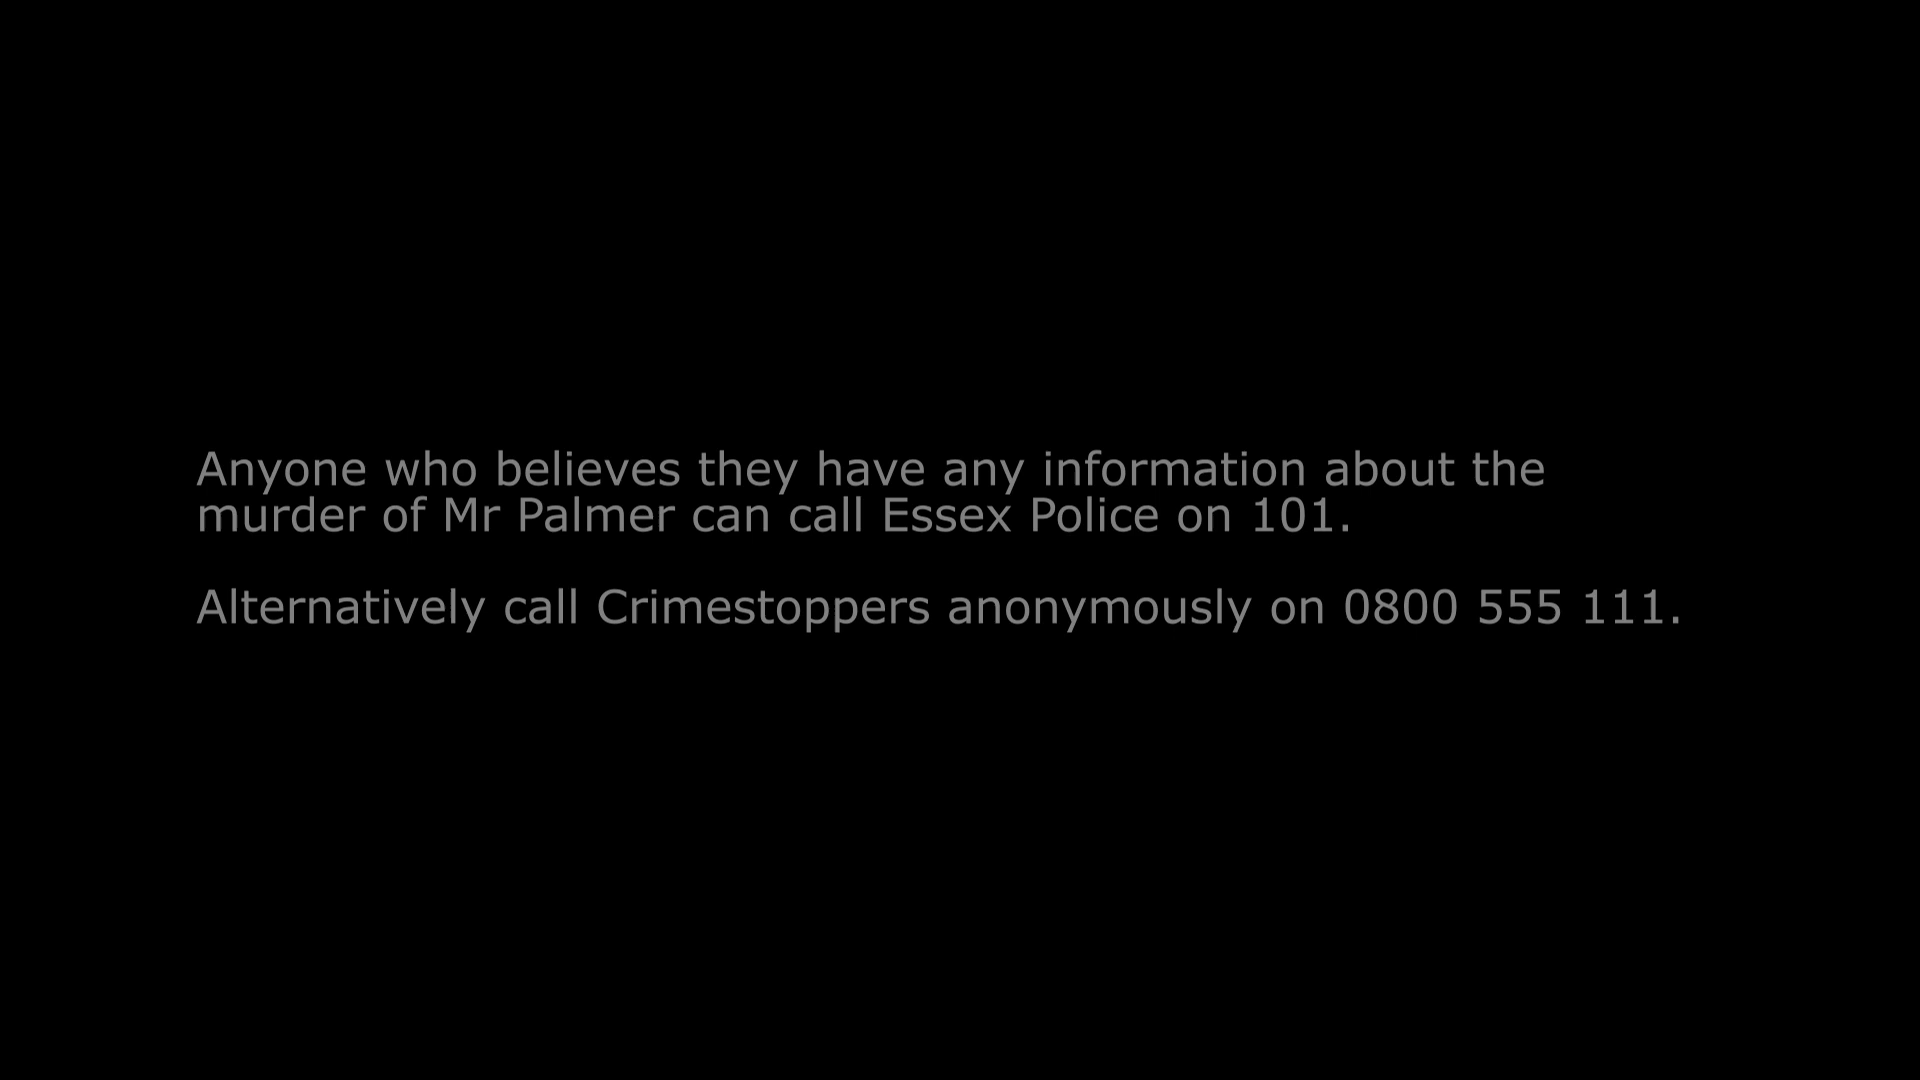 Anyone who believes they have any information about the
murder of Mr Palmer can call Essex Police on 101.
Alternatively call Crimestoppers anonymously on 0800 555 111.